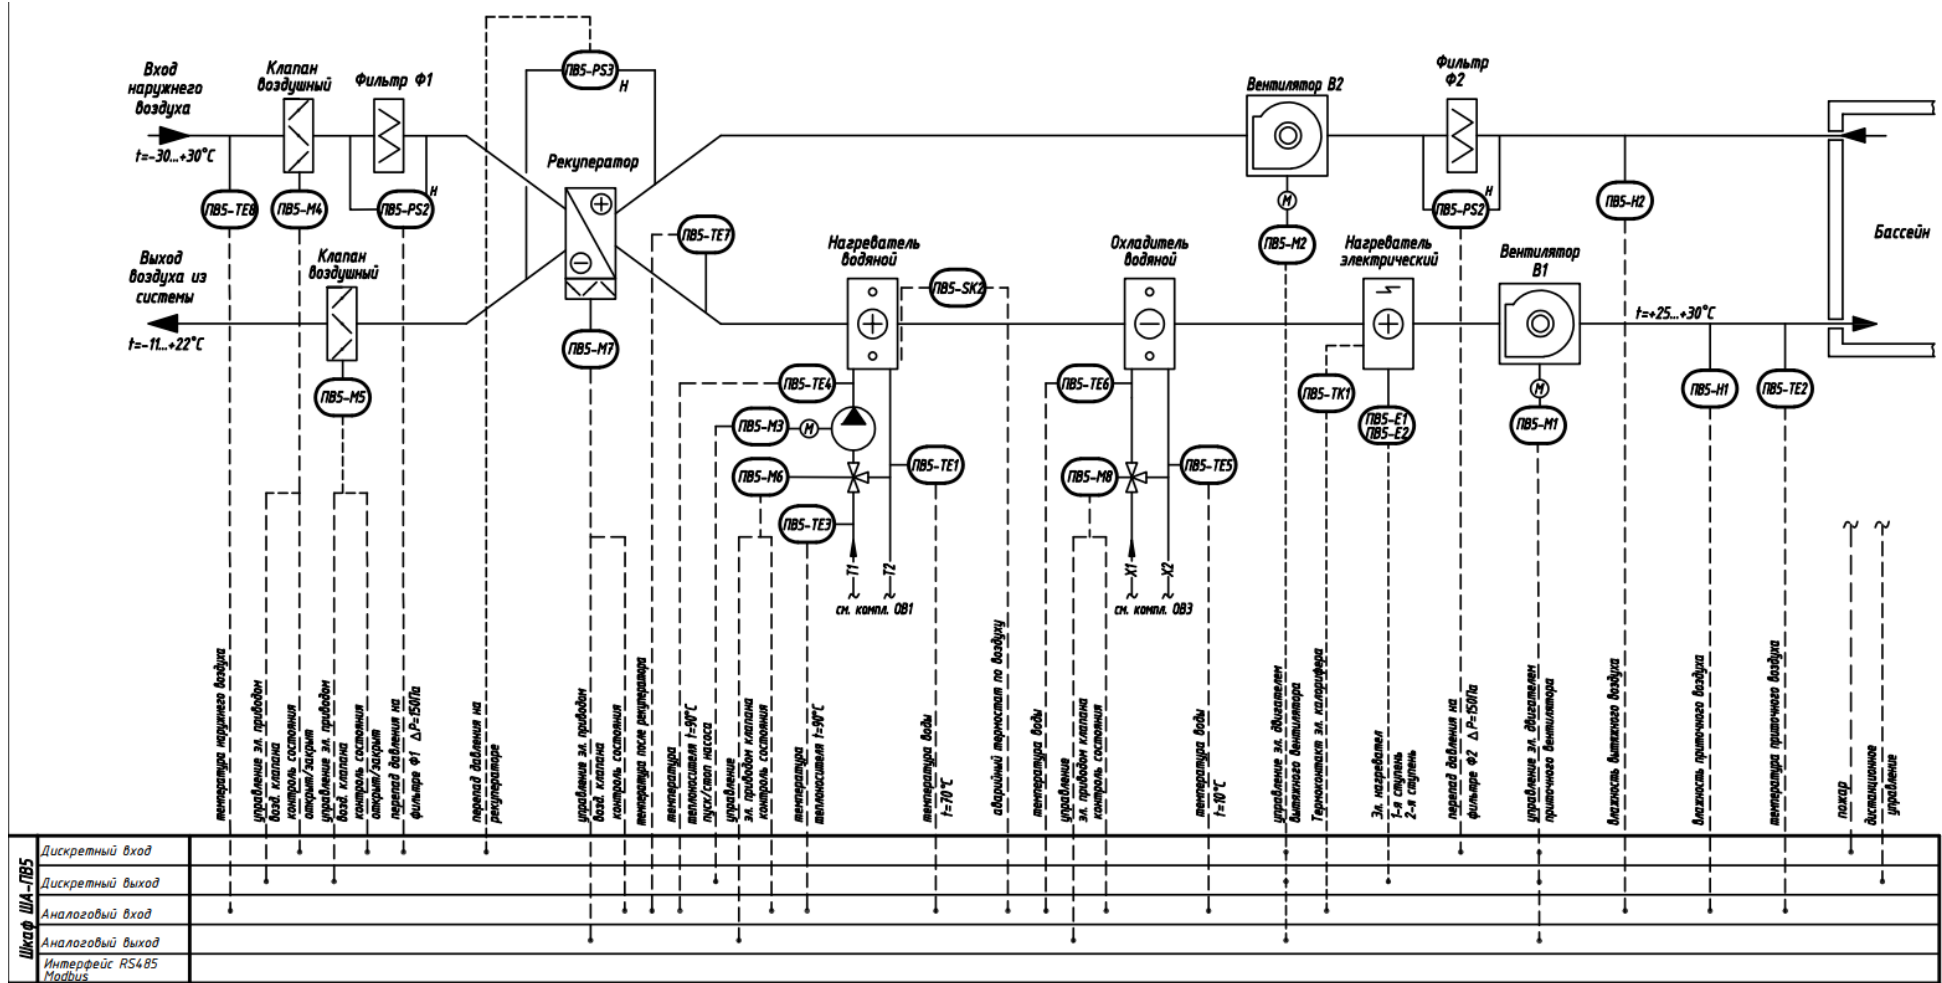 Вход
наружнего
воздуха
t=-30...+30°C
Клапан
воздушный
Фильтр Ф1
ПВ5-PS3
H
Рекуператор
Вентилятор В2
Фильтр
Ф2
Бассейн
ПВ5-TE8
ПВ5-M4
ПВ5-PS2
H
ПВ5-TE7
M
ПВ5-M2
ПВ5-PS2
H
ПВ5-H2
Выход
воздуха из
системы
t=-11...+22°C
Клапан
воздушный
ПВ5-M5
ПВ5-M7
Нагреватель
водяной
ПВ5-SK2
Охладитель
водяной
Нагреватель
электрический
Вентилятор
В1
t=+25...+30°C
ПВ5-TE4
ПВ5-M3
M
ПВ5-M6
ПВ5-TE3
ПВ5-TE1
T1
T2
см. компл. ОВ1
ПВ5-TE6
ПВ5-M8
ПВ5-TE5
X1
X2
см. компл. ОВ3
ПВ5-TK1
ПВ5-E1
ПВ5-E2
M
ПВ5-M1
ПВ5-H1
ПВ5-TE2
температура наружного воздуха
управление эл. приводом
возд. клапана
контроль состояния
открыт/закрыт
управление эл. приводом
возд. клапана
контроль состояния
открыт/закрыт
перепад давления на
фильтре Ф1 △P=150Па
перепад давления на
рекуператоре
управление эл. приводом
возд. клапана
контроль состояния
температура после рекуператора
температура
теплоносителя t=90°C
пуск/стоп насоса
управление
эл. приводом клапана
контроль состояния
температура
теплоносителя t=90°C
температура воды
t=70°C
аварийный термостат по воздуху
температура воды
управление
эл. приводом клапана
контроль состояния
температура воды
t=10°C
управление эл. двигателем
вытяжного вентилятора
Термоконтакт эл. калорифера
Эл. нагреватель
1-я ступень
2-я ступень
перепад давления на
фильтре Ф2 △P=150Па
управление эл. двигателем
приточного вентилятора
влажность вытяжного воздуха
влажность приточного воздуха
температура приточного воздуха
пожар
дистанционное
управление
Шкаф ША-ПВ5
Дискретный вход
Дискретный выход
Аналоговый вход
Аналоговый выход
Интерфейс RS485
Modbus